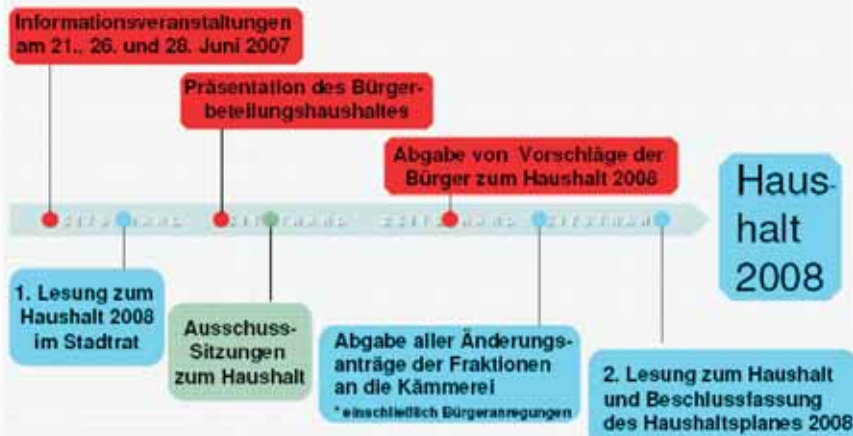 Informationsveranstaltungen
am 21., 26. und 28. Juni 2007
Präsentation des Bürger-
beteilungshaushaltes
Abgabe von Vorschläge der
Bürger zum Haushalt 2008
Haus-
halt
2008
1. Lesung zum
Haushalt 2008
im Stadtrat
Ausschuss-
Sitzungen
zum Haushalt
Abgabe aller Änderungs-
anträge der Fraktionen
an die Kämmerei
* einschließlich Bürgeranregungen
2. Lesung zum Haushalt
und Beschlussfassung
des Haushaltsplanes 2008